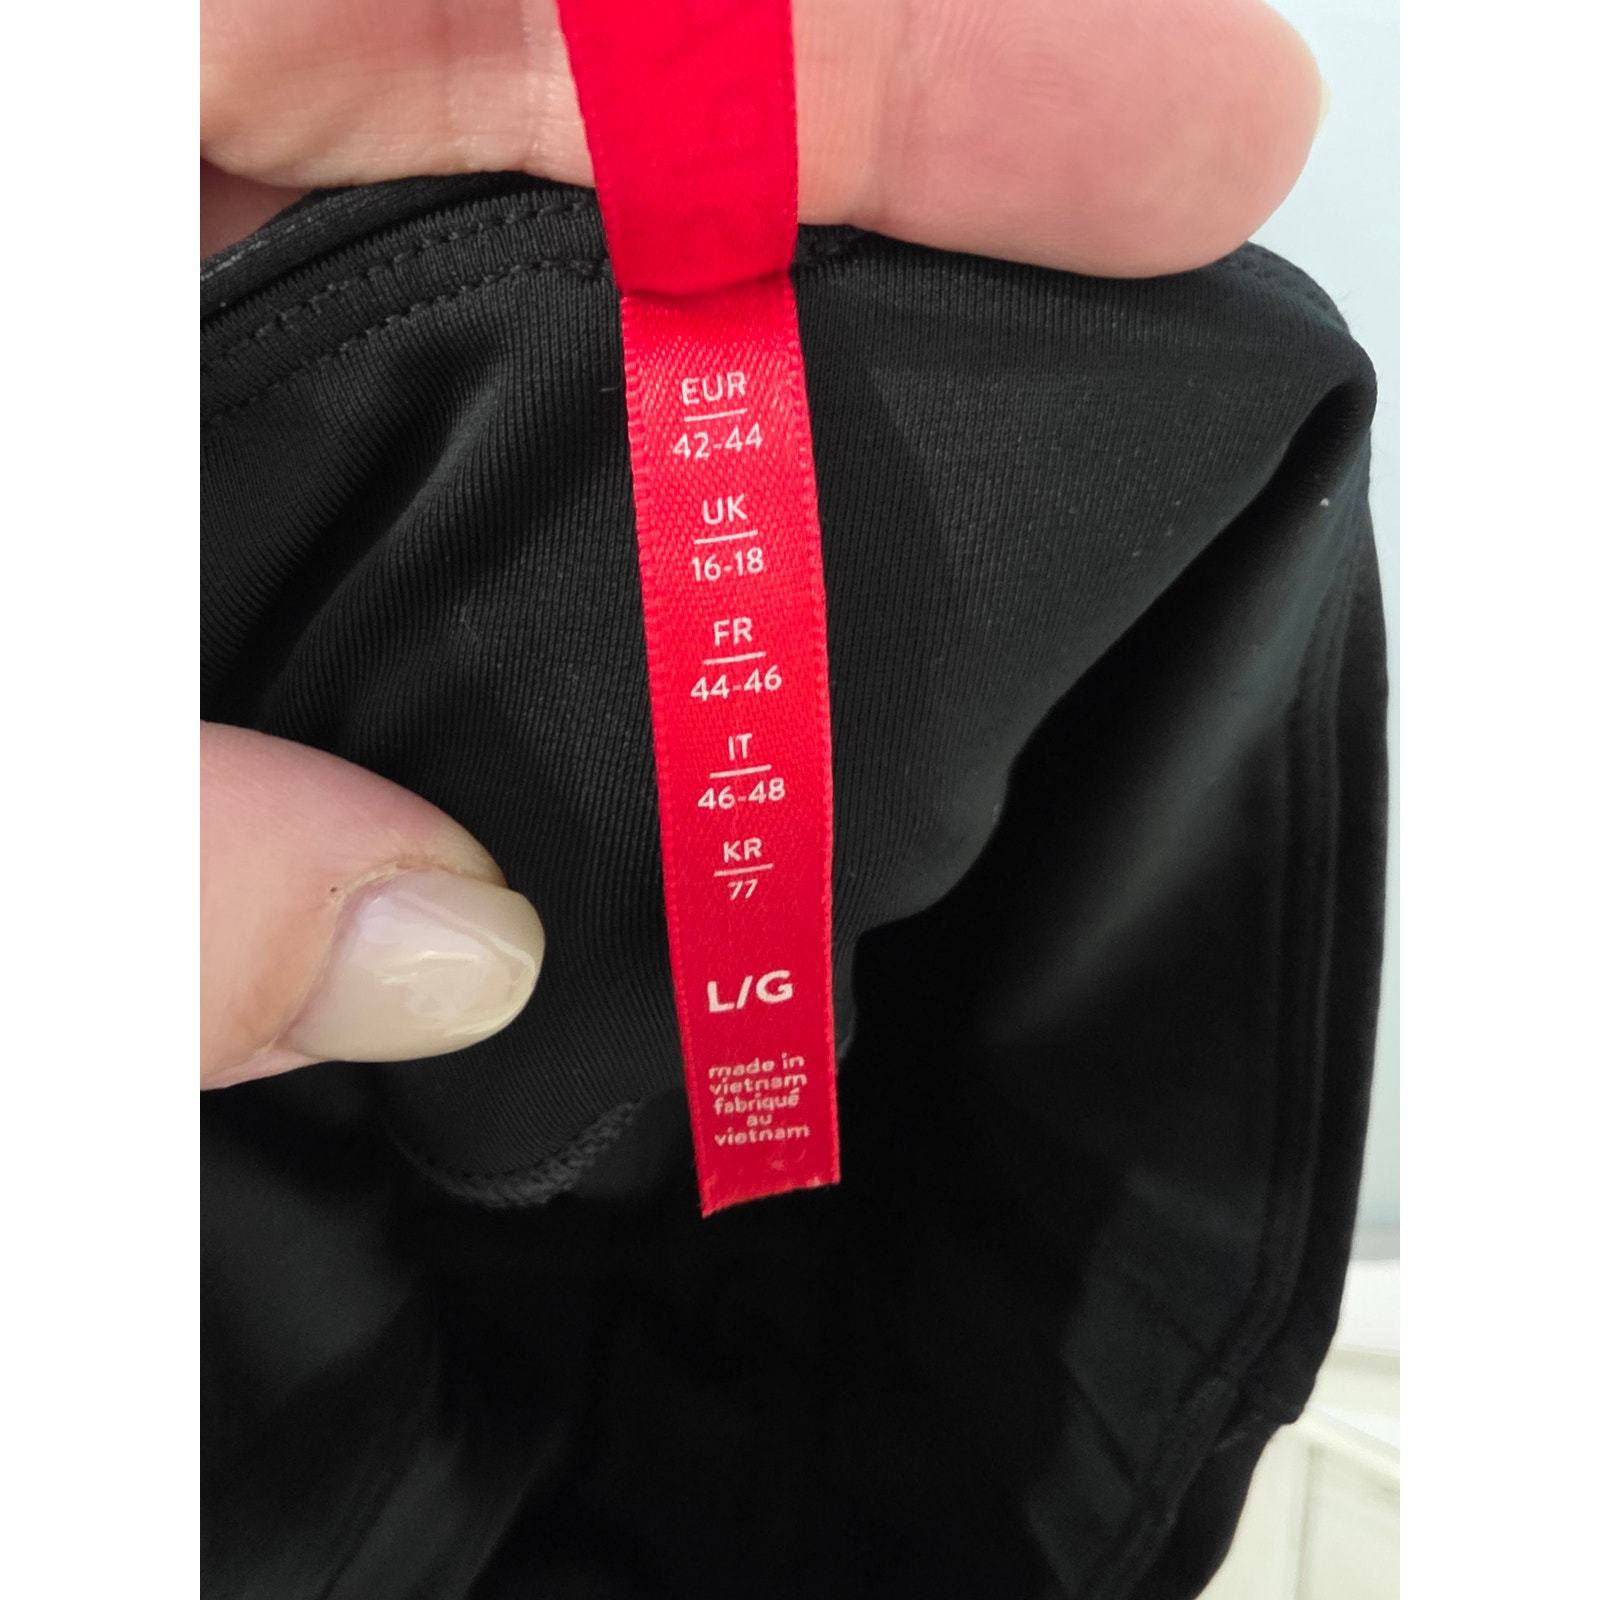 EUR
42-44
UK
16-18
FR
44-46
IT
46-48
KR
77
L/G
made in
vietnam
fabriqué
au
vietnam